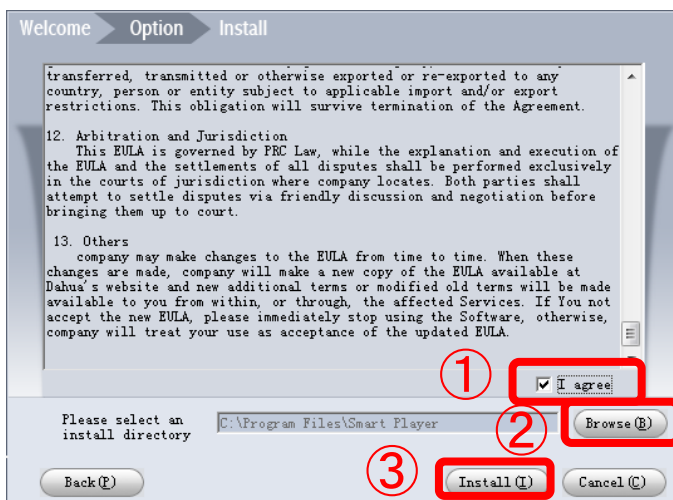 Welcome Option Install
transferred, transmitted or otherwise exported or re-exported to any
country, person or entity subject to applicable import and/or export
restrictions. This obligation will survive termination of the Agreement.
12. Arbitration and Jurisdiction
This EULA is governed by PRC Law, while the explanation and execution of
the EULA and the settlements of all disputes shall be performed exclusively
in the courts of jurisdiction where company locates. Both parties shall
attempt to settle disputes via friendly discussion and negotiation before
bringing them up to court.
13. Others
company may make changes to the EULA from time to time. When these
changes are made, company will make a new copy of the EULA available at
Dahua's website and new additional terms or modified old terms will be made
available to you from within, or through, the affected Services. If You not
accept the new EULA, please immediately stop using the Software, otherwise,
company will treat your use as acceptance of the updated EULA.
① I agree
Please select an
install directory
C:\Program Files\Smart Player
② Browse(B)
Back(P)
③ Install(I)
Cancel(C)